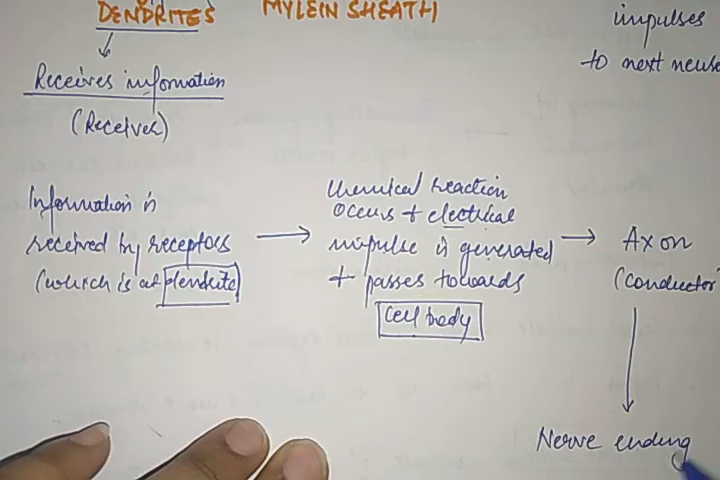 DENDRITES
MYLEIN SHEATH
impulses
to next
Receives information
(Receiver)
Information is
received by receptors
(which is at dendrite)
Chemical reaction
occurs + electrical
impulse is generated
+ passes towards
cell body
Axon
(conductor
Nerve ending